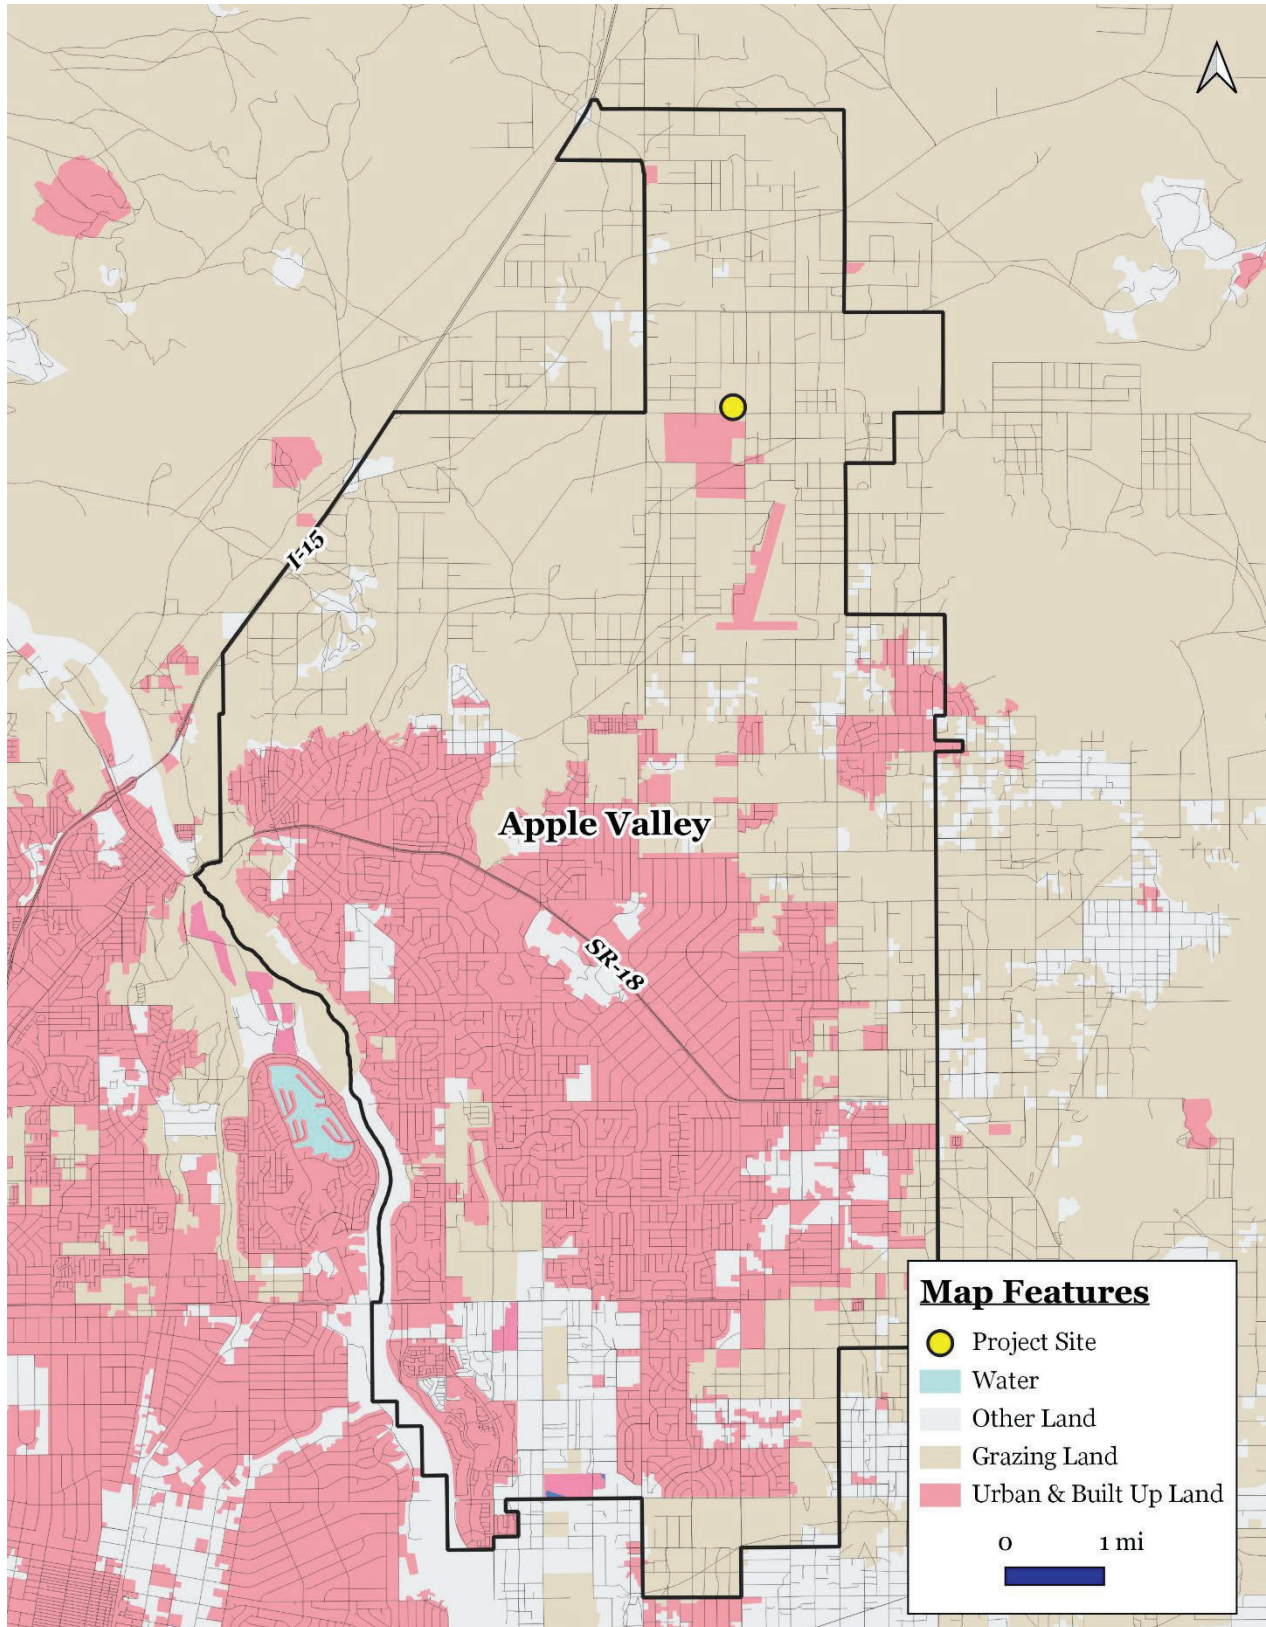 I-15
Apple Valley
SR-18
Map Features
Project Site
Water
Other Land
Grazing Land
Urban & Built Up Land
0 1 mi